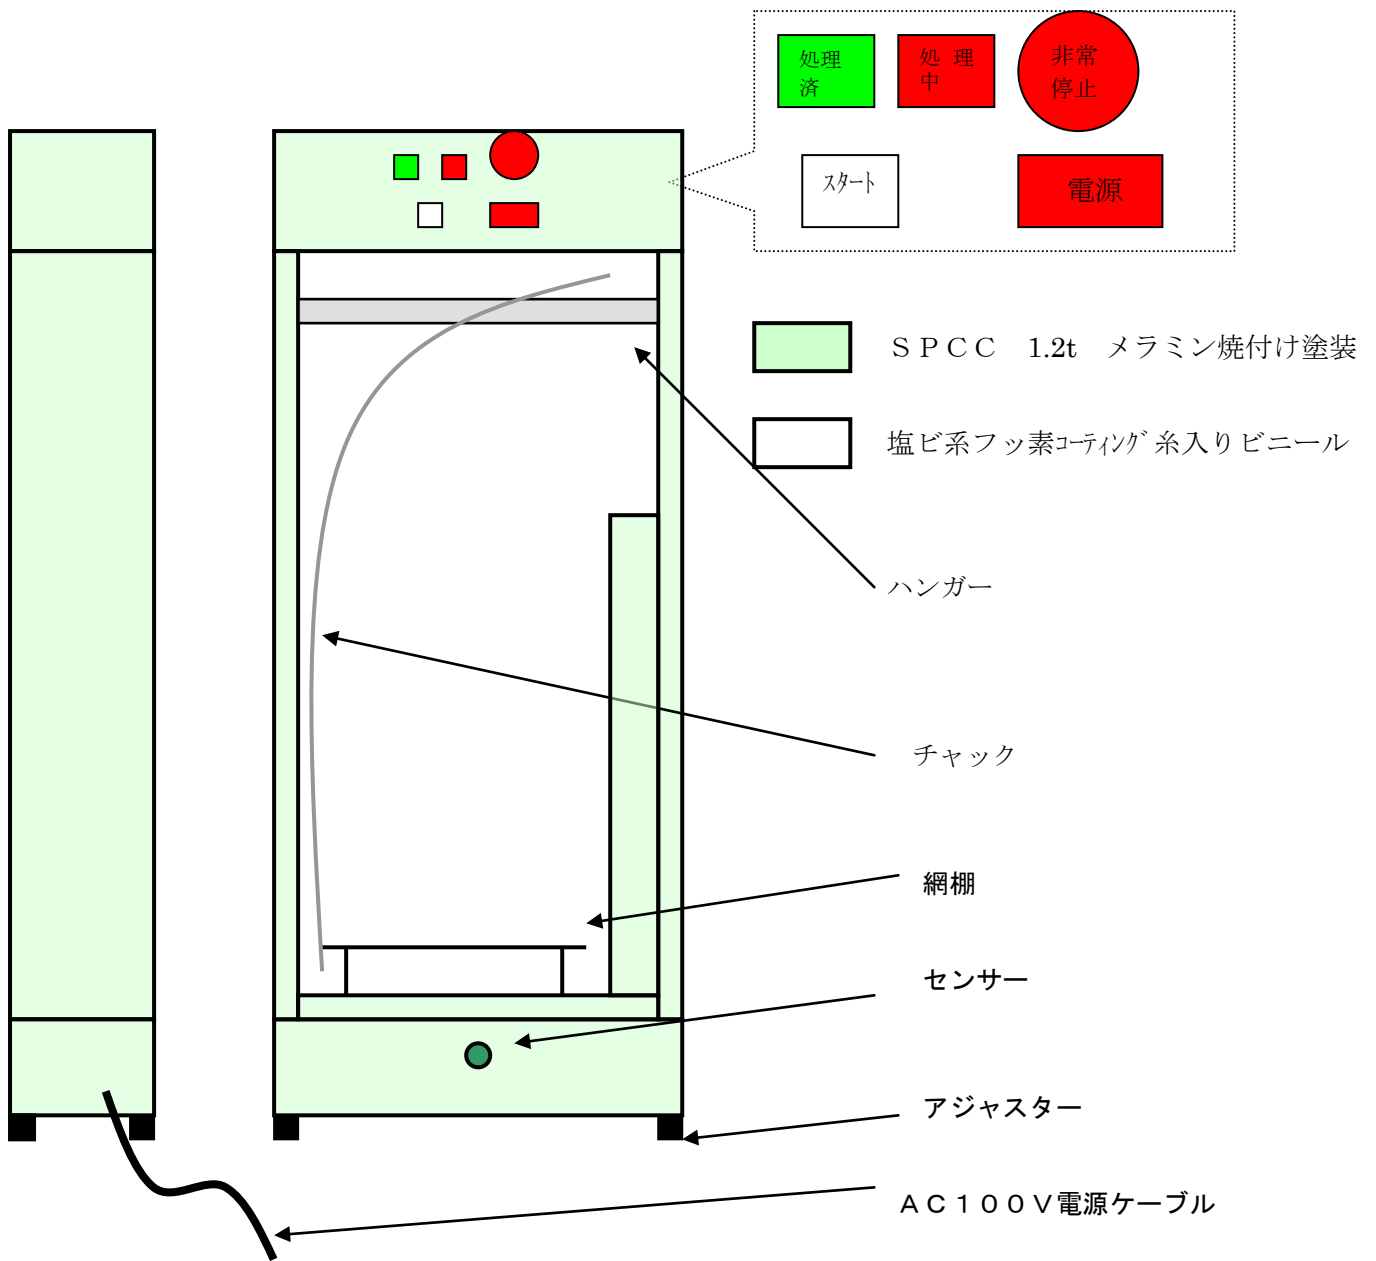 処理
済
処 理
中
非常
停止
ｽﾀｰﾄ
電源
ＳＰＣＣ　1.2t　メラミン焼付け塗装
塩ビ系フッ素ｺｰﾃｨﾝｸﾞ糸入りビニール
ハンガー
チャック
網棚
センサー
アジャスター
ＡＣ１００Ｖ電源ケーブル